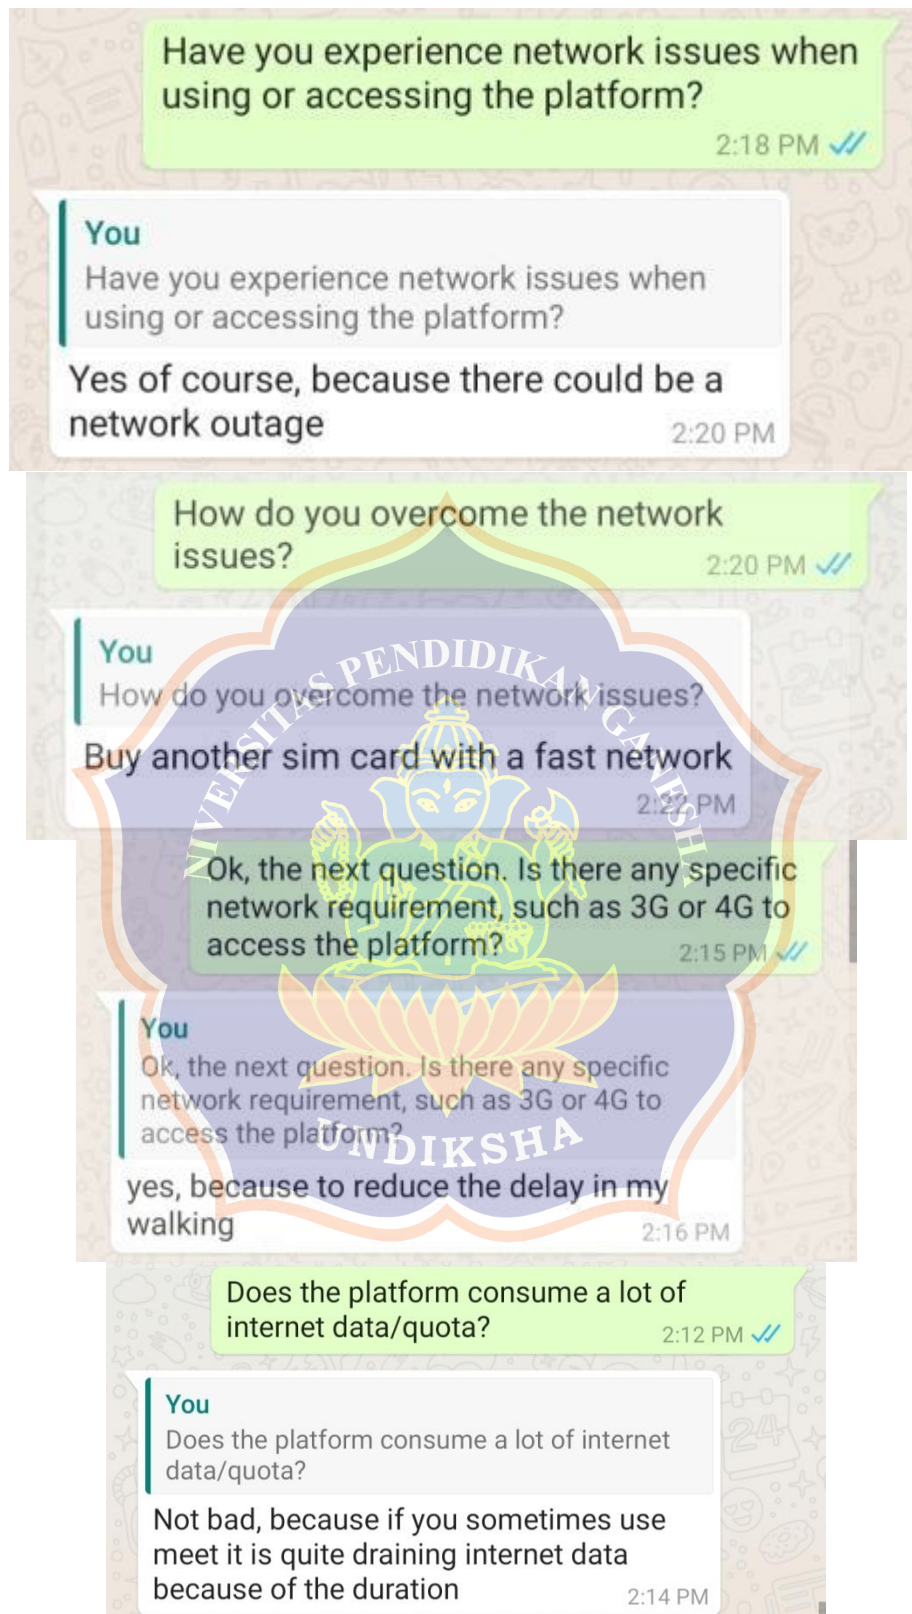 Have you experience network issues when
using or accessing the platform?
2:18 PM
You
Have you experience network issues when
using or accessing the platform?
Yes of course, because there could be a
network outage
2:20 PM
How do you overcome the network
issues?
2:20 PM
You
How do you overcome the network issues?
Buy another sim card with a fast network
2:22 PM
NIVERSITAS PENDIDIKAN GANESHA
Ok, the next question. Is there any specific
network requirement, such as 3G or 4G to
access the platform?
2:15 PM
You
Ok, the next question. Is there any specific
network requirement, such as 3G or 4G to
access the platform?
UNDIKSHA
yes, because to reduce the delay in my
walking
2:16 PM
Does the platform consume a lot of
internet data/quota?
2:12 PM
You
Does the platform consume a lot of internet
data/quota?
Not bad, because if you sometimes use
meet it is quite draining internet data
because of the duration
2:14 PM